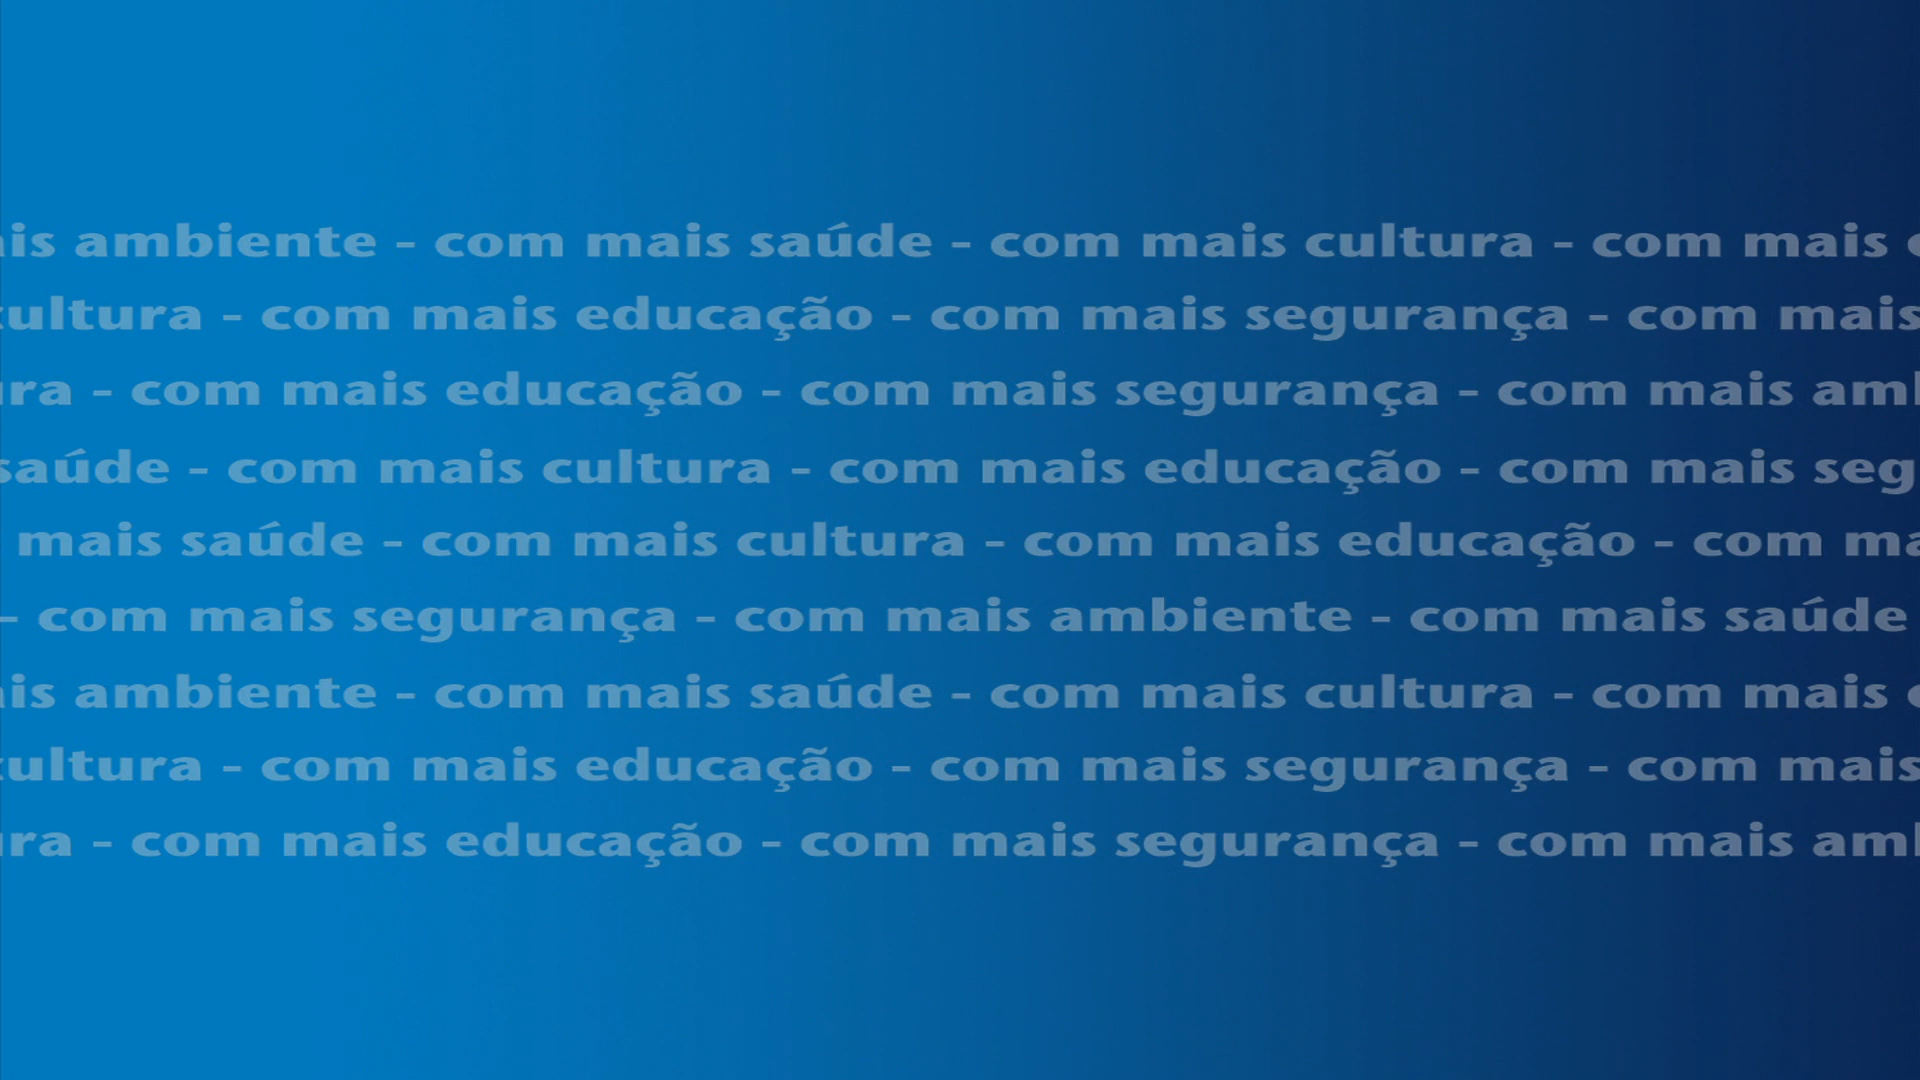 is ambiente - com mais saúde - com mais cultura - com mais
ultura - com mais educação - com mais segurança - com mais
ra - com mais educação - com mais segurança - com mais am
saúde - com mais cultura - com mais educação - com mais seg
mais saúde - com mais cultura - com mais educação - com ma
- com mais segurança - com mais ambiente - com mais saúde
is ambiente - com mais saúde - com mais cultura - com mais
ultura - com mais educação - com mais segurança - com mais
ra - com mais educação - com mais segurança - com mais am